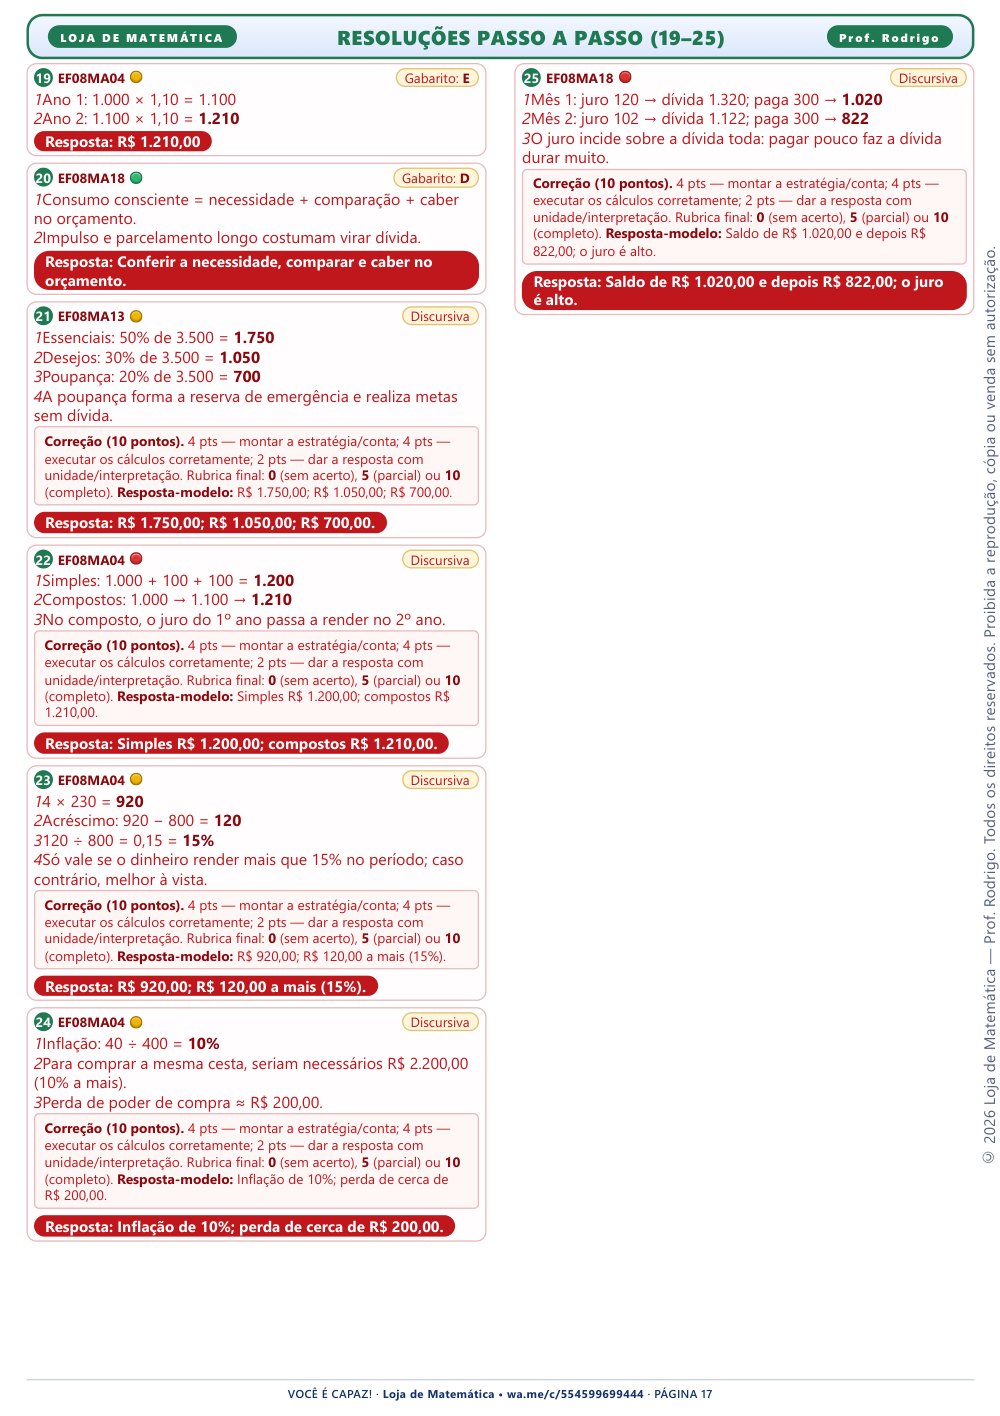 LOJA DE MATEMÁTICA
RESOLUÇÕES PASSO A PASSO (19–25)
Prof. Rodrigo
19 EF08MA04
Gabarito: E
1Ano 1: 1.000 × 1,10 = 1.100
2Ano 2: 1.100 × 1,10 = 1.210
Resposta: R$ 1.210,00
20 EF08MA18
Gabarito: D
1Consumo consciente = necessidade + comparação + caber
no orçamento.
2Impulso e parcelamento longo costumam virar dívida.
Resposta: Conferir a necessidade, comparar e caber no
orçamento.
21 EF08MA13
Discursiva
1Essenciais: 50% de 3.500 = 1.750
2Desejos: 30% de 3.500 = 1.050
3Poupança: 20% de 3.500 = 700
4A poupança forma a reserva de emergência e realiza metas
sem dívida.
Correção (10 pontos). 4 pts — montar a estratégia/conta; 4 pts —
executar os cálculos corretamente; 2 pts — dar a resposta com
unidade/interpretação. Rubrica final: 0 (sem acerto), 5 (parcial) ou 10
(completo). Resposta-modelo: R$ 1.750,00; R$ 1.050,00; R$ 700,00.
Resposta: R$ 1.750,00; R$ 1.050,00; R$ 700,00.
22 EF08MA04
Discursiva
1Simples: 1.000 + 100 + 100 = 1.200
2Compostos: 1.000 → 1.100 → 1.210
3No composto, o juro do 1º ano passa a render no 2º ano.
Correção (10 pontos). 4 pts — montar a estratégia/conta; 4 pts —
executar os cálculos corretamente; 2 pts — dar a resposta com
unidade/interpretação. Rubrica final: 0 (sem acerto), 5 (parcial) ou 10
(completo). Resposta-modelo: Simples R$ 1.200,00; compostos R$
1.210,00.
Resposta: Simples R$ 1.200,00; compostos R$ 1.210,00.
23 EF08MA04
Discursiva
14 × 230 = 920
2Acréscimo: 920 − 800 = 120
3120 ÷ 800 = 0,15 = 15%
4Só vale se o dinheiro render mais que 15% no período; caso
contrário, melhor à vista.
Correção (10 pontos). 4 pts — montar a estratégia/conta; 4 pts —
executar os cálculos corretamente; 2 pts — dar a resposta com
unidade/interpretação. Rubrica final: 0 (sem acerto), 5 (parcial) ou 10
(completo). Resposta-modelo: R$ 920,00; R$ 120,00 a mais (15%).
Resposta: R$ 920,00; R$ 120,00 a mais (15%).
24 EF08MA04
Discursiva
1Inflação: 40 ÷ 400 = 10%
2Para comprar a mesma cesta, seriam necessários R$ 2.200,00
(10% a mais).
3Perda de poder de compra ≈ R$ 200,00.
Correção (10 pontos). 4 pts — montar a estratégia/conta; 4 pts —
executar os cálculos corretamente; 2 pts — dar a resposta com
unidade/interpretação. Rubrica final: 0 (sem acerto), 5 (parcial) ou 10
(completo). Resposta-modelo: Inflação de 10%; perda de cerca de
R$ 200,00.
Resposta: Inflação de 10%; perda de cerca de R$ 200,00.
25 EF08MA18
Discursiva
1Mês 1: juro 120 → dívida 1.320; paga 300 → 1.020
2Mês 2: juro 102 → dívida 1.122; paga 300 → 822
3O juro incide sobre a dívida toda: pagar pouco faz a dívida
durar muito.
Correção (10 pontos). 4 pts — montar a estratégia/conta; 4 pts —
executar os cálculos corretamente; 2 pts — dar a resposta com
unidade/interpretação. Rubrica final: 0 (sem acerto), 5 (parcial) ou 10
(completo). Resposta-modelo: Saldo de R$ 1.020,00 e depois R$
822,00; o juro é alto.
Resposta: Saldo de R$ 1.020,00 e depois R$ 822,00; o juro
é alto.
© 2026 Loja de Matemática — Prof. Rodrigo. Todos os direitos reservados. Proibida a reprodução, cópia ou venda sem autorização.
VOCÊ É CAPAZ! · Loja de Matemática • wa.me/c/554599699444 · PÁGINA 17